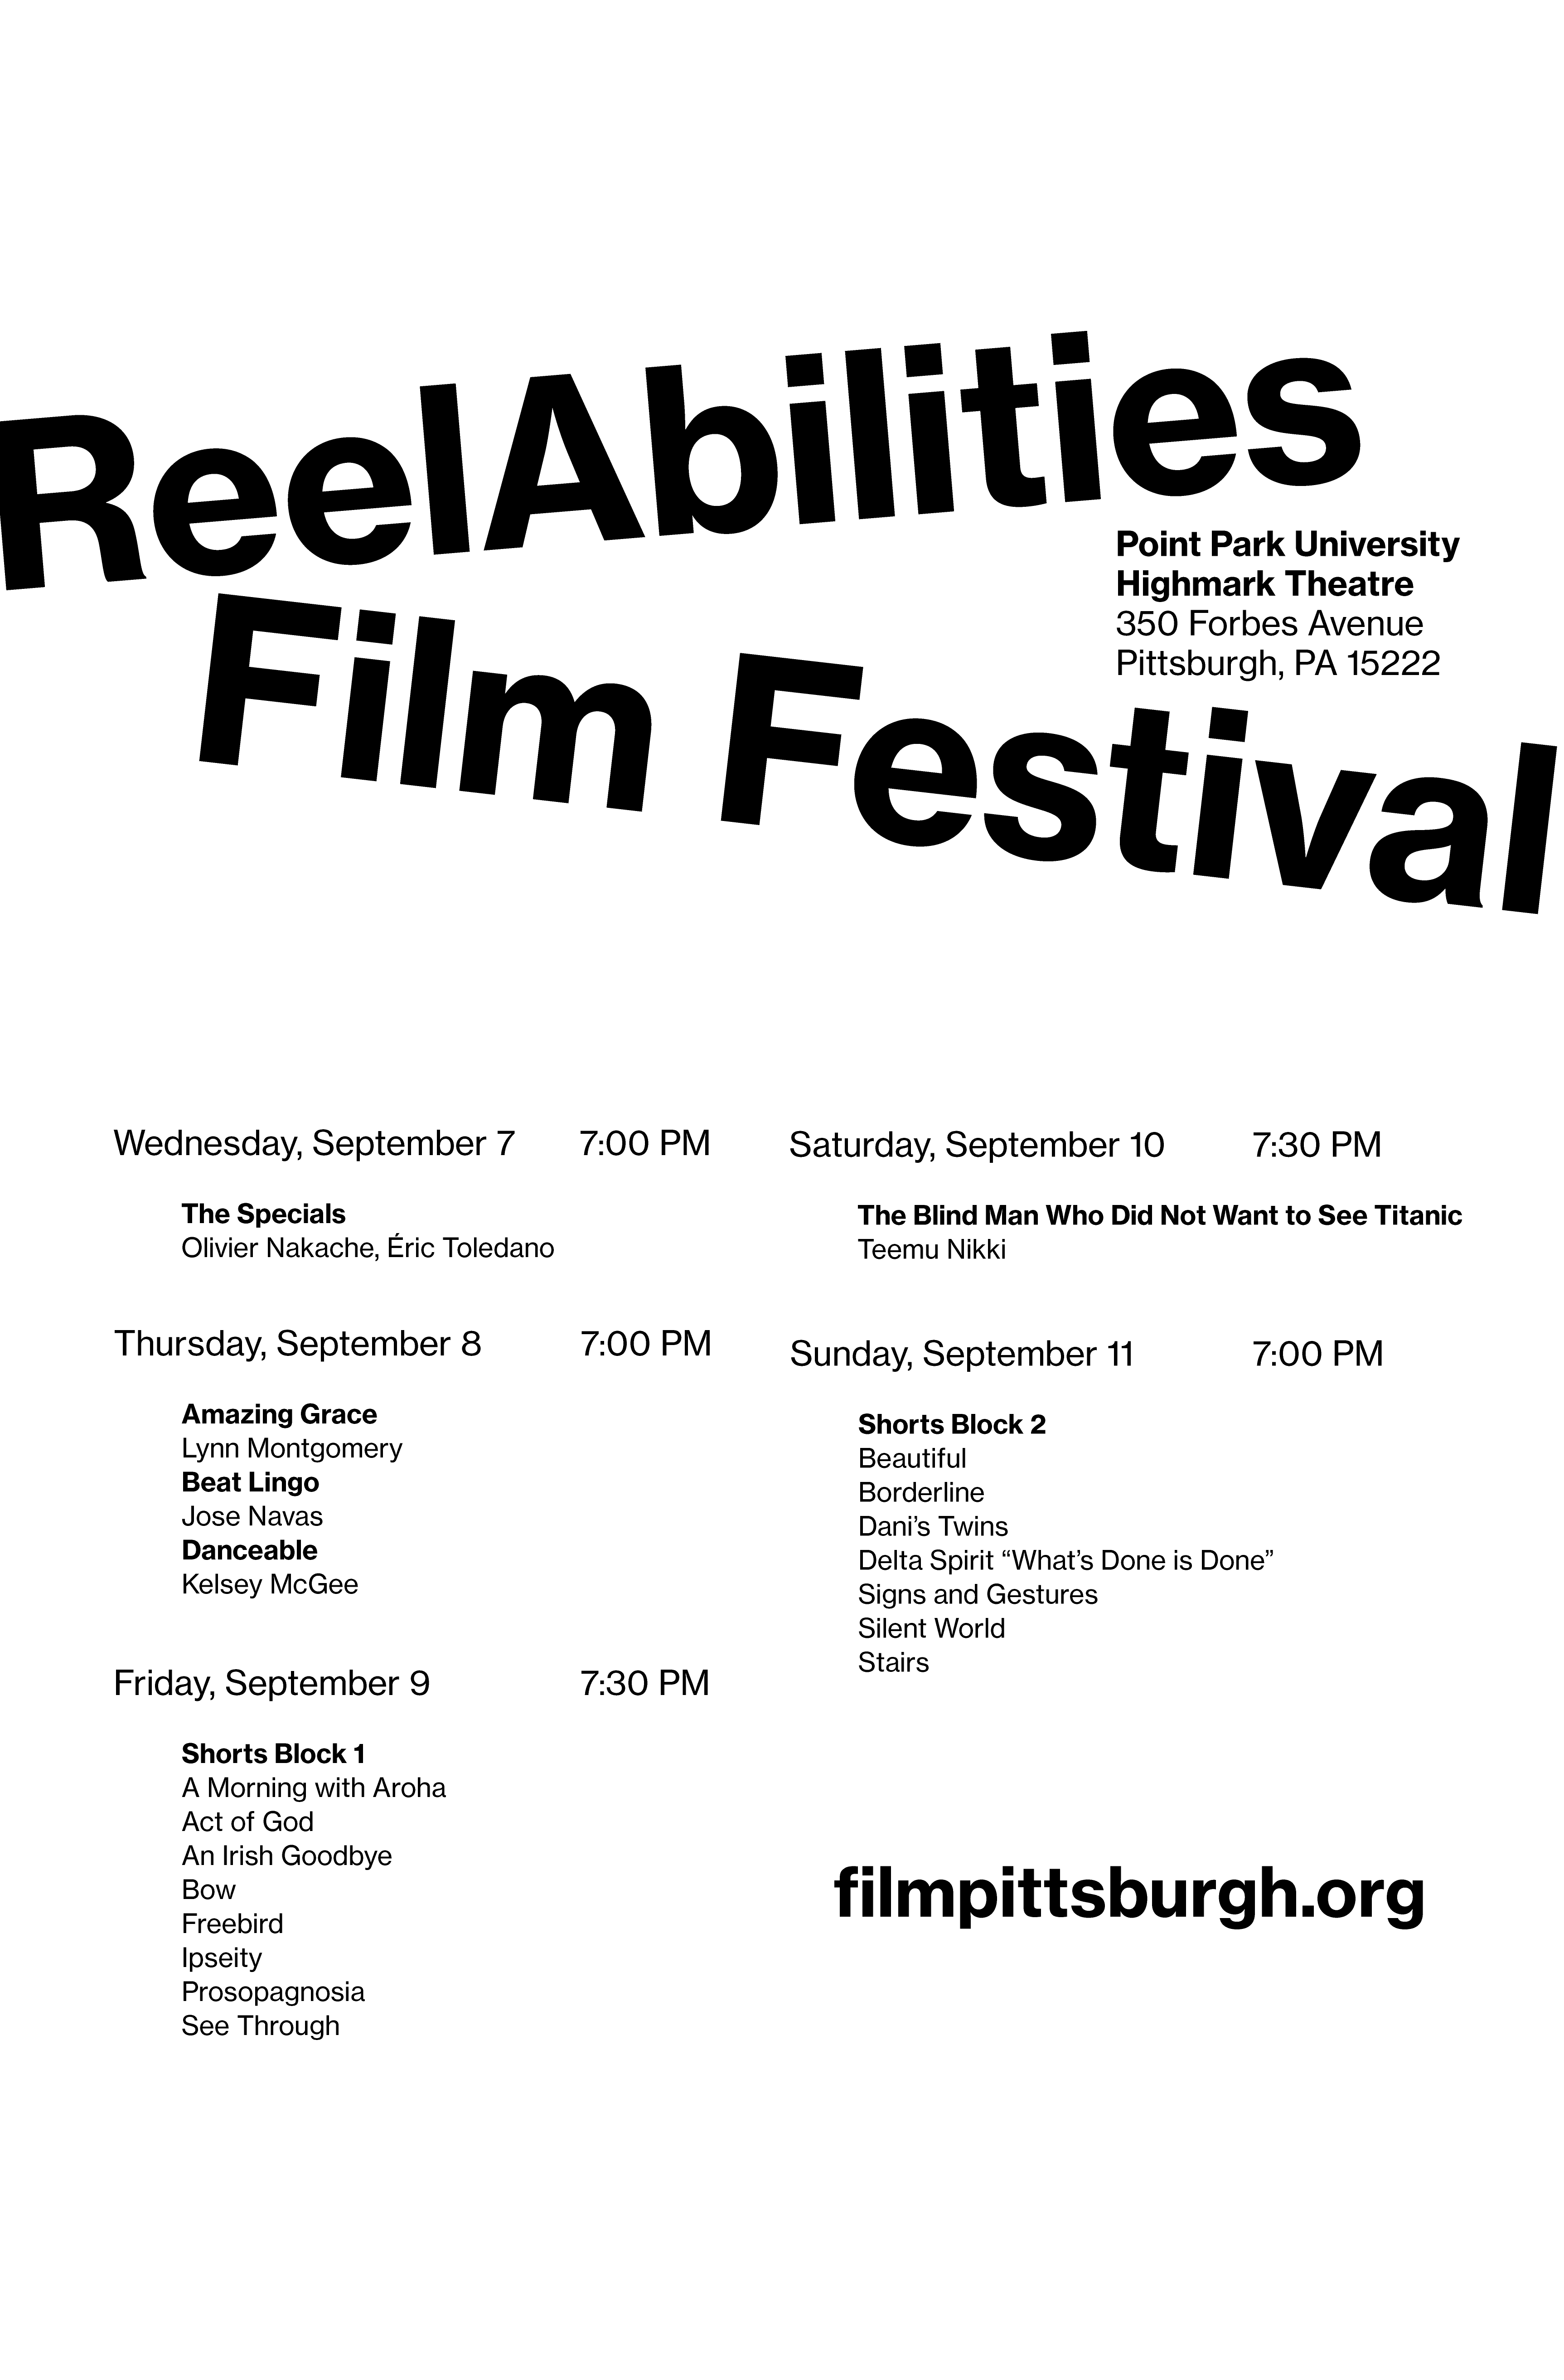 ReelAbilities
Film Festival
Point Park University
Highmark Theatre
350 Forbes Avenue
Pittsburgh, PA 15222
Wednesday, September 7 7:00 PM
The Specials
Olivier Nakache, Éric Toledano
Thursday, September 8 7:00 PM
Amazing Grace
Lynn Montgomery
Beat Lingo
Jose Navas
Danceable
Kelsey McGee
Friday, September 9 7:30 PM
Shorts Block 1
A Morning with Aroha
Act of God
An Irish Goodbye
Bow
Freebird
Ipseity
Prosopagnosia
See Through
Saturday, September 10 7:30 PM
The Blind Man Who Did Not Want to See Titanic
Teemu Nikki
Sunday, September 11 7:00 PM
Shorts Block 2
Beautiful
Borderline
Dani’s Twins
Delta Spirit “What’s Done is Done”
Signs and Gestures
Silent World
Stairs
filmpittsburgh.org